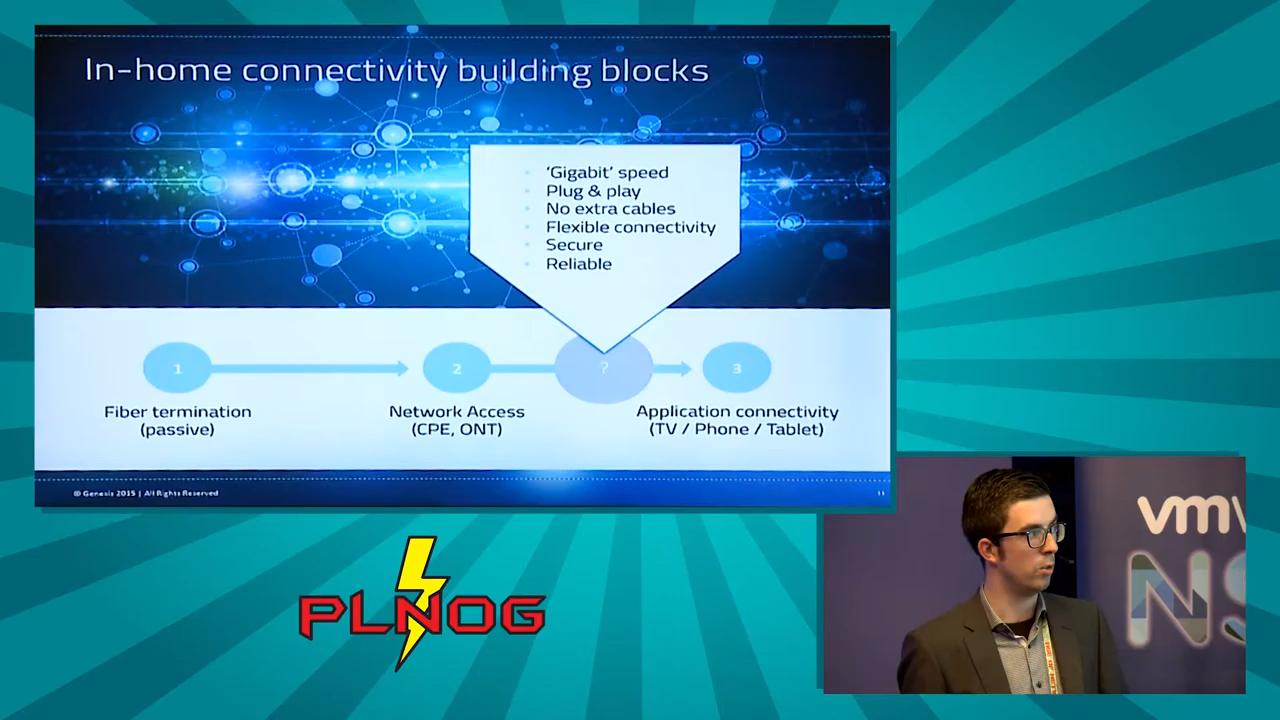 In-home connectivity building blocks
‘Gigabit’ speed
Plug & play
No extra cables
Flexible connectivity
Secure
Reliable
1
2
?
3
Fiber termination
(passive)
Network Access
(CPE, ONT)
Application connectivity
(TV / Phone / Tablet)
© Genesis 2015 | All Rights Reserved
PLNOG
vmw
NS